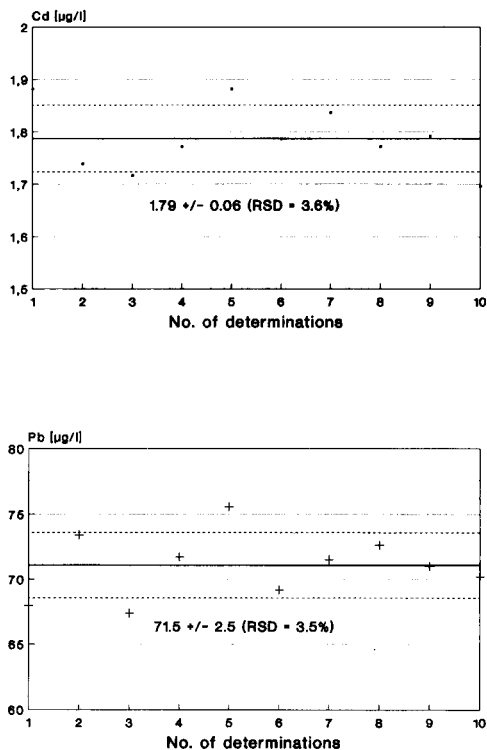 Cd [µg/l]
2
1,9
1,8
1,7
1,6
1,5
1.79 +/- 0.06 (RSD = 3.6%)
1 2 3 4 5 6 7 8 9 10
No. of determinations
Pb [µg/l]
80
75
70
65
60
71.5 +/- 2.5 (RSD = 3.5%)
1 2 3 4 5 6 7 8 9 10
No. of determinations